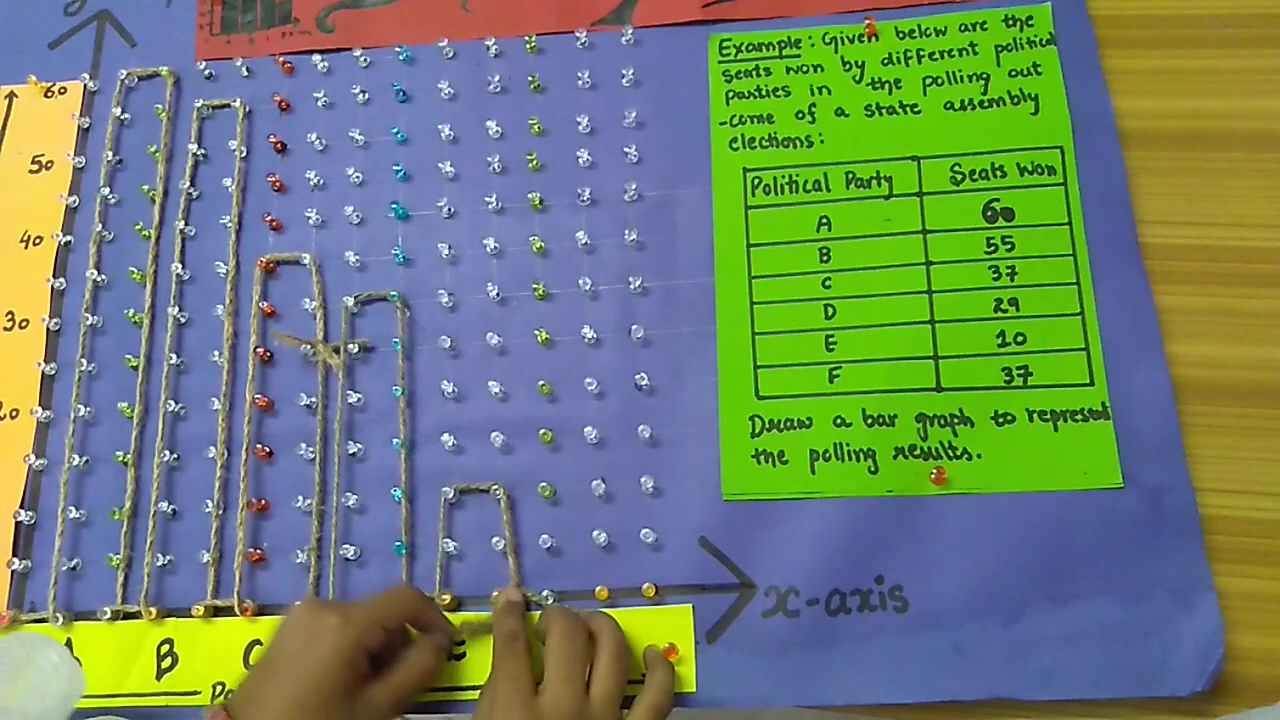 Example: Given below are the
seats won by different political
parties in the polling out
-come of a state assembly
elections:
Political Party Seats Won
A 60
B 55
C 37
D 29
E 10
F 37
Draw a bar graph to represent
the polling results.
60
50
40
30
20
x-axis
A B C E